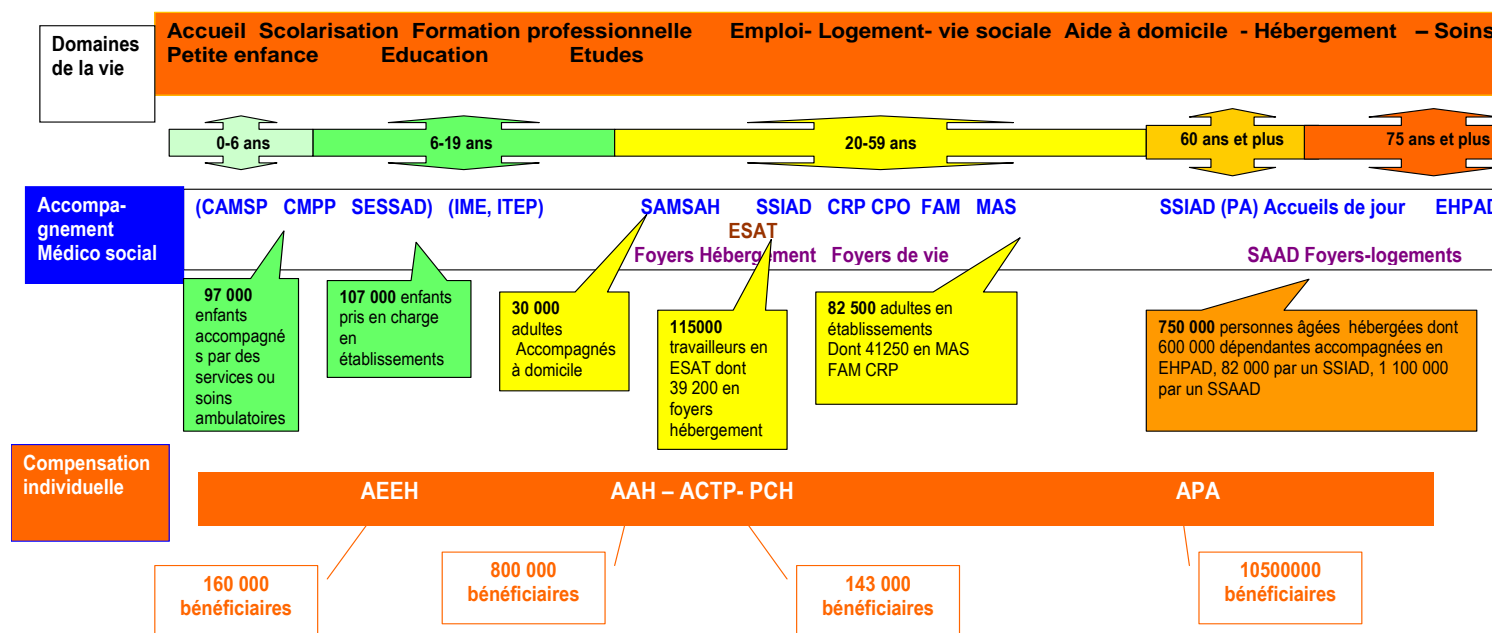 Domaines
de la vie
Accueil Scolarisation Formation professionnelle Emploi- Logement- vie sociale Aide à domicile - Hébergement – Soins
Petite enfance Education Etudes
0-6 ans
6-19 ans
20-59 ans
60 ans et plus
75 ans et plus
Accompa-
gnement
Médico social
(CAMSP CMPP SESSAD) (IME, ITEP) SAMSAH SSIAD CRP CPO FAM MAS SSIAD (PA) Accueils de jour EHPAD
ESAT
Foyers Hébergement Foyers de vie SAAD Foyers-logements
97 000
enfants
accompagné
s par des
services ou
soins
ambulatoires
107 000 enfants
pris en charge
en
établissements
30 000
adultes
Accompagnés
à domicile
115000
travailleurs en
ESAT dont
39 200 en
foyers
hébergement
82 500 adultes en
établissements
Dont 41250 en MAS
FAM CRP
750 000 personnes âgées hébergées dont
600 000 dépendantes accompagnées en
EHPAD, 82 000 par un SSIAD, 1 100 000
par un SSAAD
Compensation
individuelle
AEEH
AAH – ACTP- PCH
APA
160 000
bénéficiaires
800 000
bénéficiaires
143 000
bénéficiaires
10500000
bénéficiaires